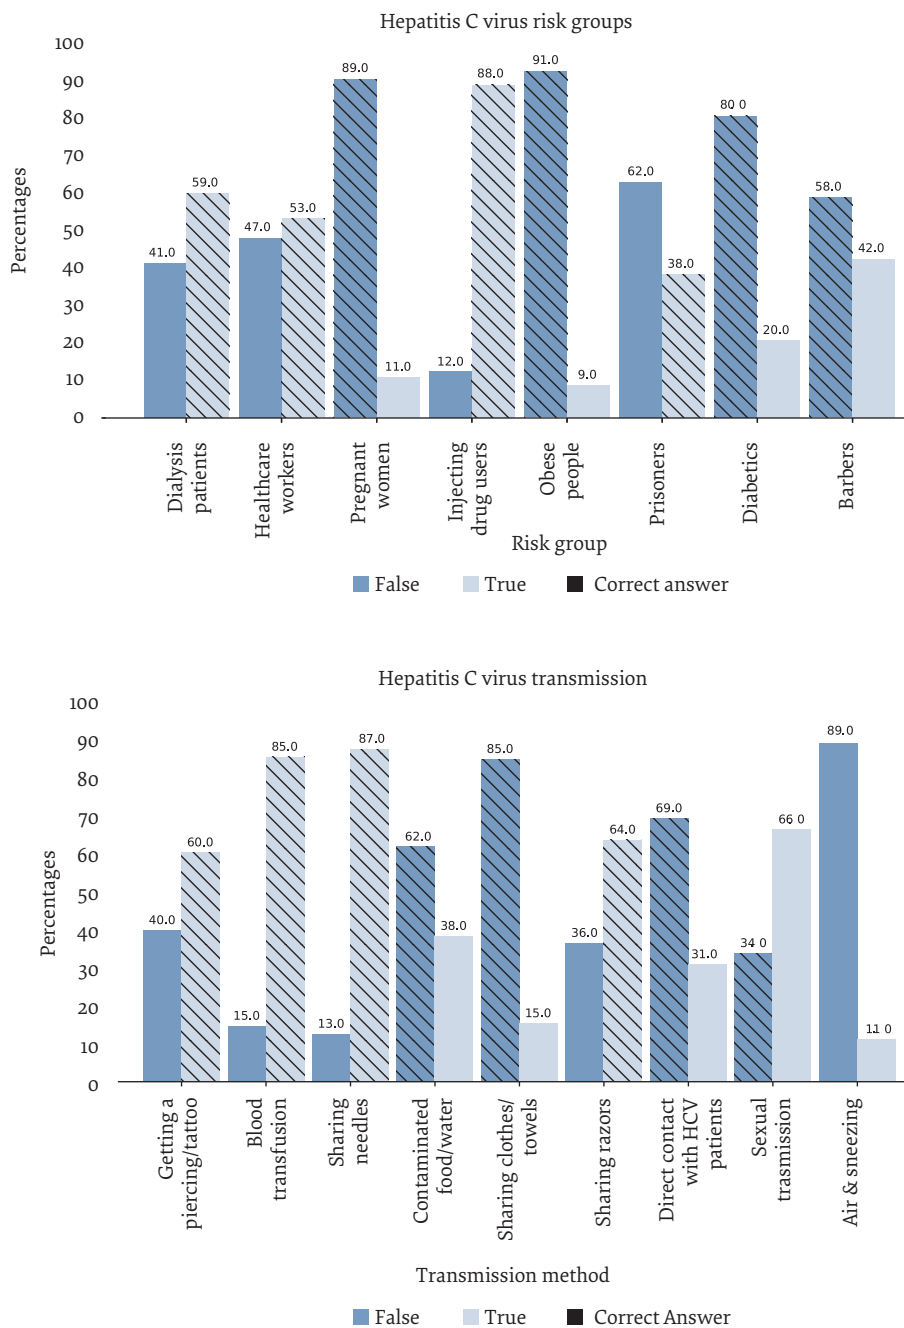 Hepatitis C virus risk groups
Percentages
100
90
80
70
60
50
40
30
20
10
0
41.0
59.0
47.0
53.0
89.0
11.0
12.0
88.0
91.0
9.0
62.0
38.0
80 0
20.0
58.0
42.0
Dialysis
patients
Healthcare
workers
Pregnant
women
Injecting
drug users
Obese
people
Prisoners
Diabetics
Barbers
Risk group
False True Correct answer
Hepatitis C virus transmission
Percentages
100
90
80
70
60
50
40
30
20
10
0
40.0
60.0
15.0
85.0
13.0
87.0
62.0
38.0
85.0
15.0
36.0
64.0
69.0
31.0
34 0
66 0
89.0
11 0
Getting a
piercing/tattoo
Blood
transfusion
Sharing
needles
Contaminated
food/water
Sharing clothes/
towels
Sharing razors
Direct contact
with HCV
patients
Sexual
trasmission
Air & sneezing
Transmission method
False True Correct Answer